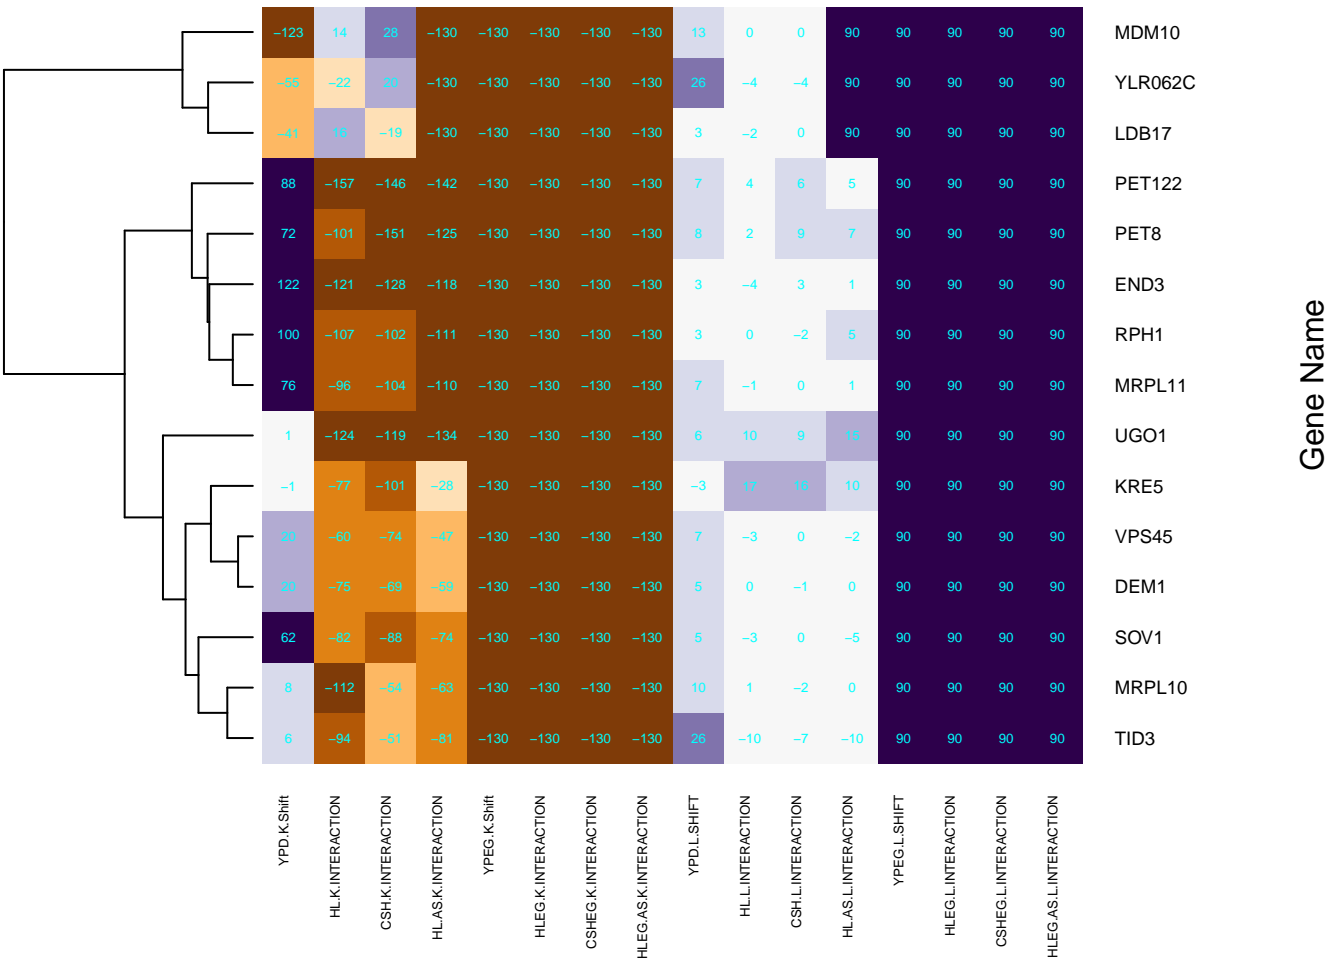 −123 14 28 −130 −130 −130 −130 −130 13 0 0 90 90 90 90 90 MDM10
−55 −22 20 −130 −130 −130 −130 −130 26 −4 −4 90 90 90 90 90 YLR062C
−41 −19 −130 −130 −130 −130 −130 3 −2 0 90 90 90 90 90 LDB17
88 −157 −146 −142 −130 −130 −130 −130 7 4 6 5 90 90 90 90 PET122
72 −101 −151 −125 −130 −130 −130 −130 8 2 9 7 90 90 90 90 PET8
122 −121 −128 −118 −130 −130 −130 −130 3 −4 3 1 90 90 90 90 END3
100 −107 −102 −111 −130 −130 −130 −130 3 0 −2 5 90 90 90 90 RPH1
76 −96 −104 −110 −130 −130 −130 −130 7 −1 0 1 90 90 90 90 MRPL11
1 −124 −119 −134 −130 −130 −130 −130 6 10 9 15 90 90 90 90 UGO1
−1 −77 −101 −28 −130 −130 −130 −130 −3 17 10 90 90 90 90 KRE5
20 −60 −74 −47 −130 −130 −130 −130 7 −3 0 −2 90 90 90 90 VPS45
−75 −69 −59 −130 −130 −130 −130 5 0 −1 0 90 90 90 90 DEM1
62 −82 −88 −74 −130 −130 −130 −130 5 −3 0 −5 90 90 90 90 SOV1
8 −112 −54 −63 −130 −130 −130 −130 10 1 −2 0 90 90 90 90 MRPL10
6 −94 −51 −81 −130 −130 −130 −130 26 −10 −7 −10 90 90 90 90 TID3
Gene Name
YPD.K.Shift
HL.K.INTERACTION
CSH.K.INTERACTION
HL.AS.K.INTERACTION
YPEG.K.Shift
HLEG.K.INTERACTION
CSHEG.K.INTERACTION
HLEG.AS.K.INTERACTION
YPD.L.SHIFT
HL.L.INTERACTION
CSH.L.INTERACTION
HL.AS.L.INTERACTION
YPEG.L.SHIFT
HLEG.L.INTERACTION
CSHEG.L.INTERACTION
HLEG.AS.L.INTERACTION